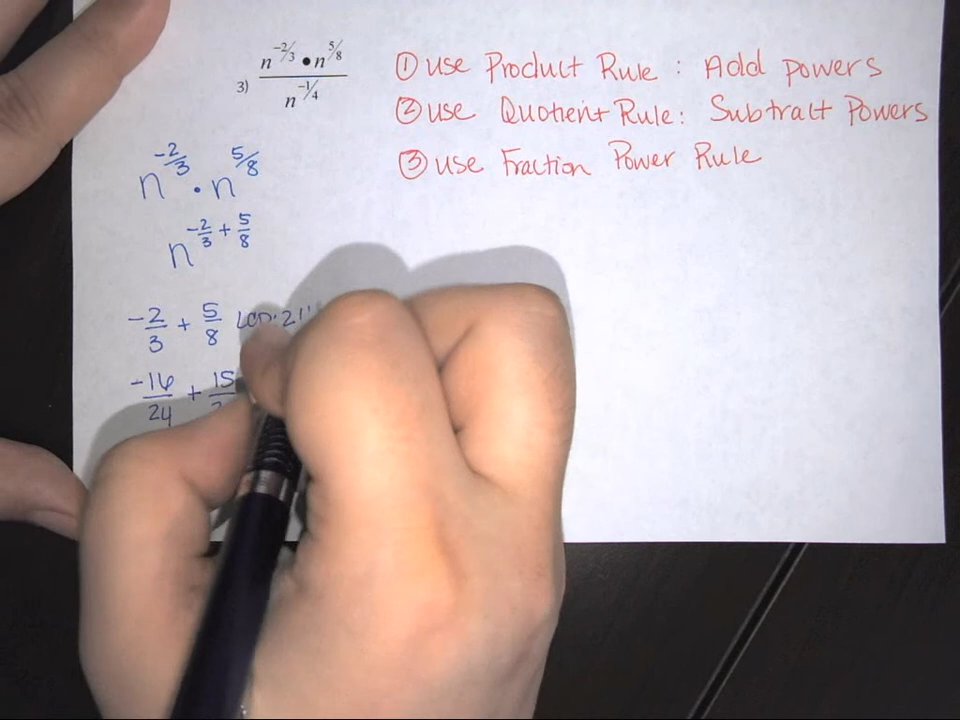 3) n^{-2/3} • n^{5/8} / n^{-1/4}
① use Product Rule : Add powers
② use Quotient Rule: Subtract Powers
③ use Fraction Power Rule
n^{-2/3} · n^{5/8}
n^{-2/3 + 5/8}
-2/3 + 5/8 LCD:
-16/24 + 15